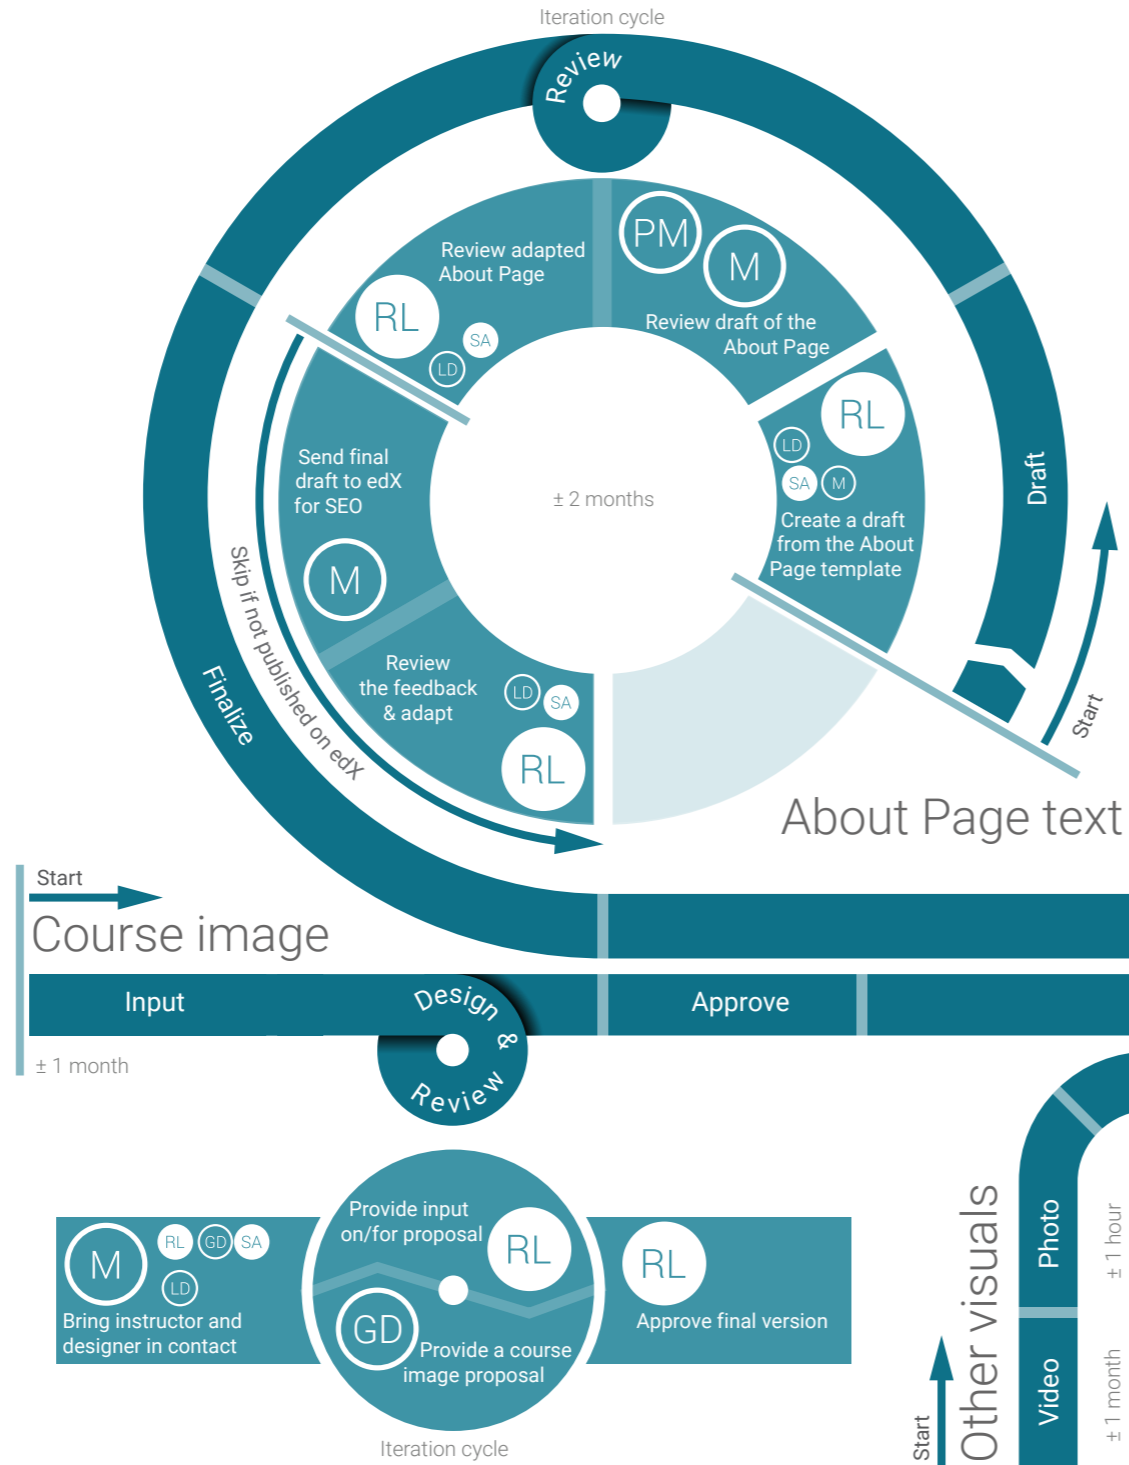 Iteration cycle
Review
PM
M
Review adapted
About Page
RL
SA
LD
Review draft of the
About Page
RL
LD
SA
M
Create a draft
from the About
Page template
Draft
Start
Send final
draft to edX
for SEO
M
± 2 months
Skip if not published on edX
Finalize
Review
the feedback
& adapt
LD
SA
RL
About Page text
Start
Course image
Input
Design &
Review
Approve
± 1 month
M
RL
GD
SA
LD
Bring instructor and
designer in contact
Provide input
on/for proposal
RL
GD
Provide a course
image proposal
RL
Approve final version
Iteration cycle
Other visuals
Start
Photo
± 1 hour
Video
± 1 month